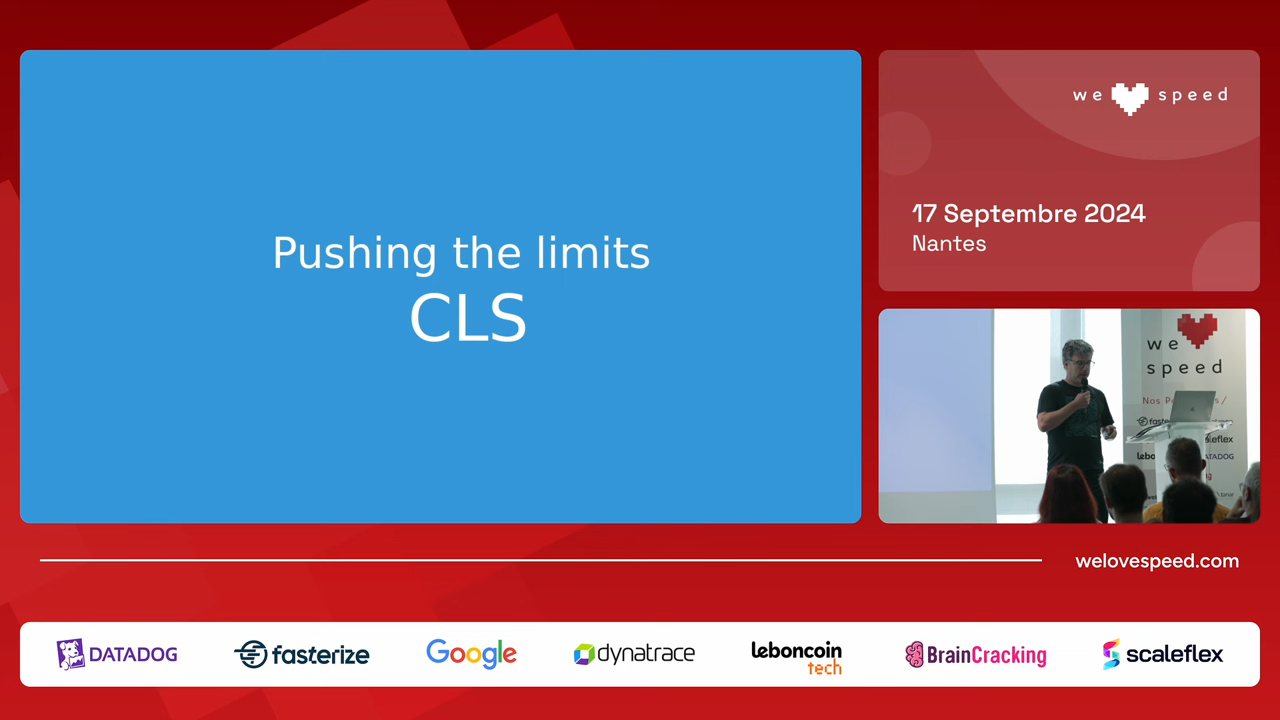 Pushing the limits
CLS
we speed
17 Septembre 2024
Nantes
we
speed
welovespeed.com
DATADOG
fasterize
Google
dynatrace
leboncoin
tech
BrainCracking
scaleflex